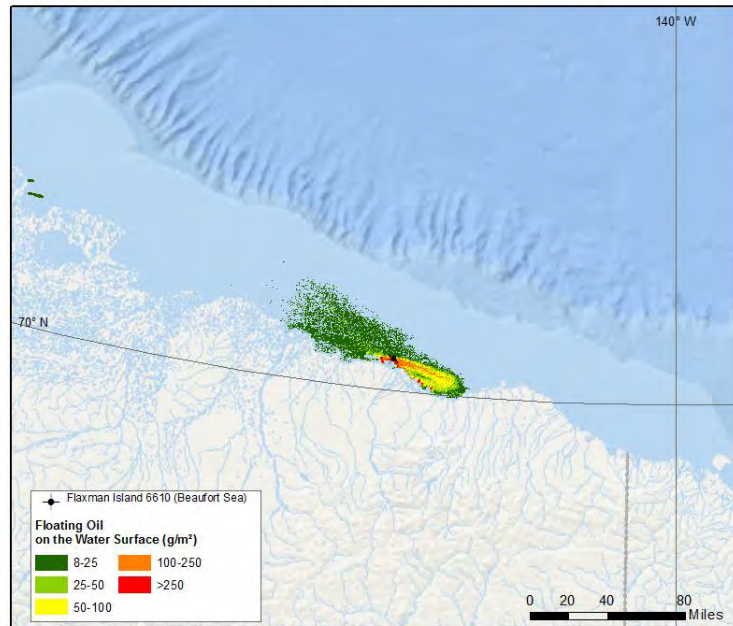 140° W
70° N
Flaxman Island 6610 (Beaufort Sea)
Floating Oil
on the Water Surface (g/m²)
8-25
100-250
25-50
>250
50-100
0 20 40 80
Miles